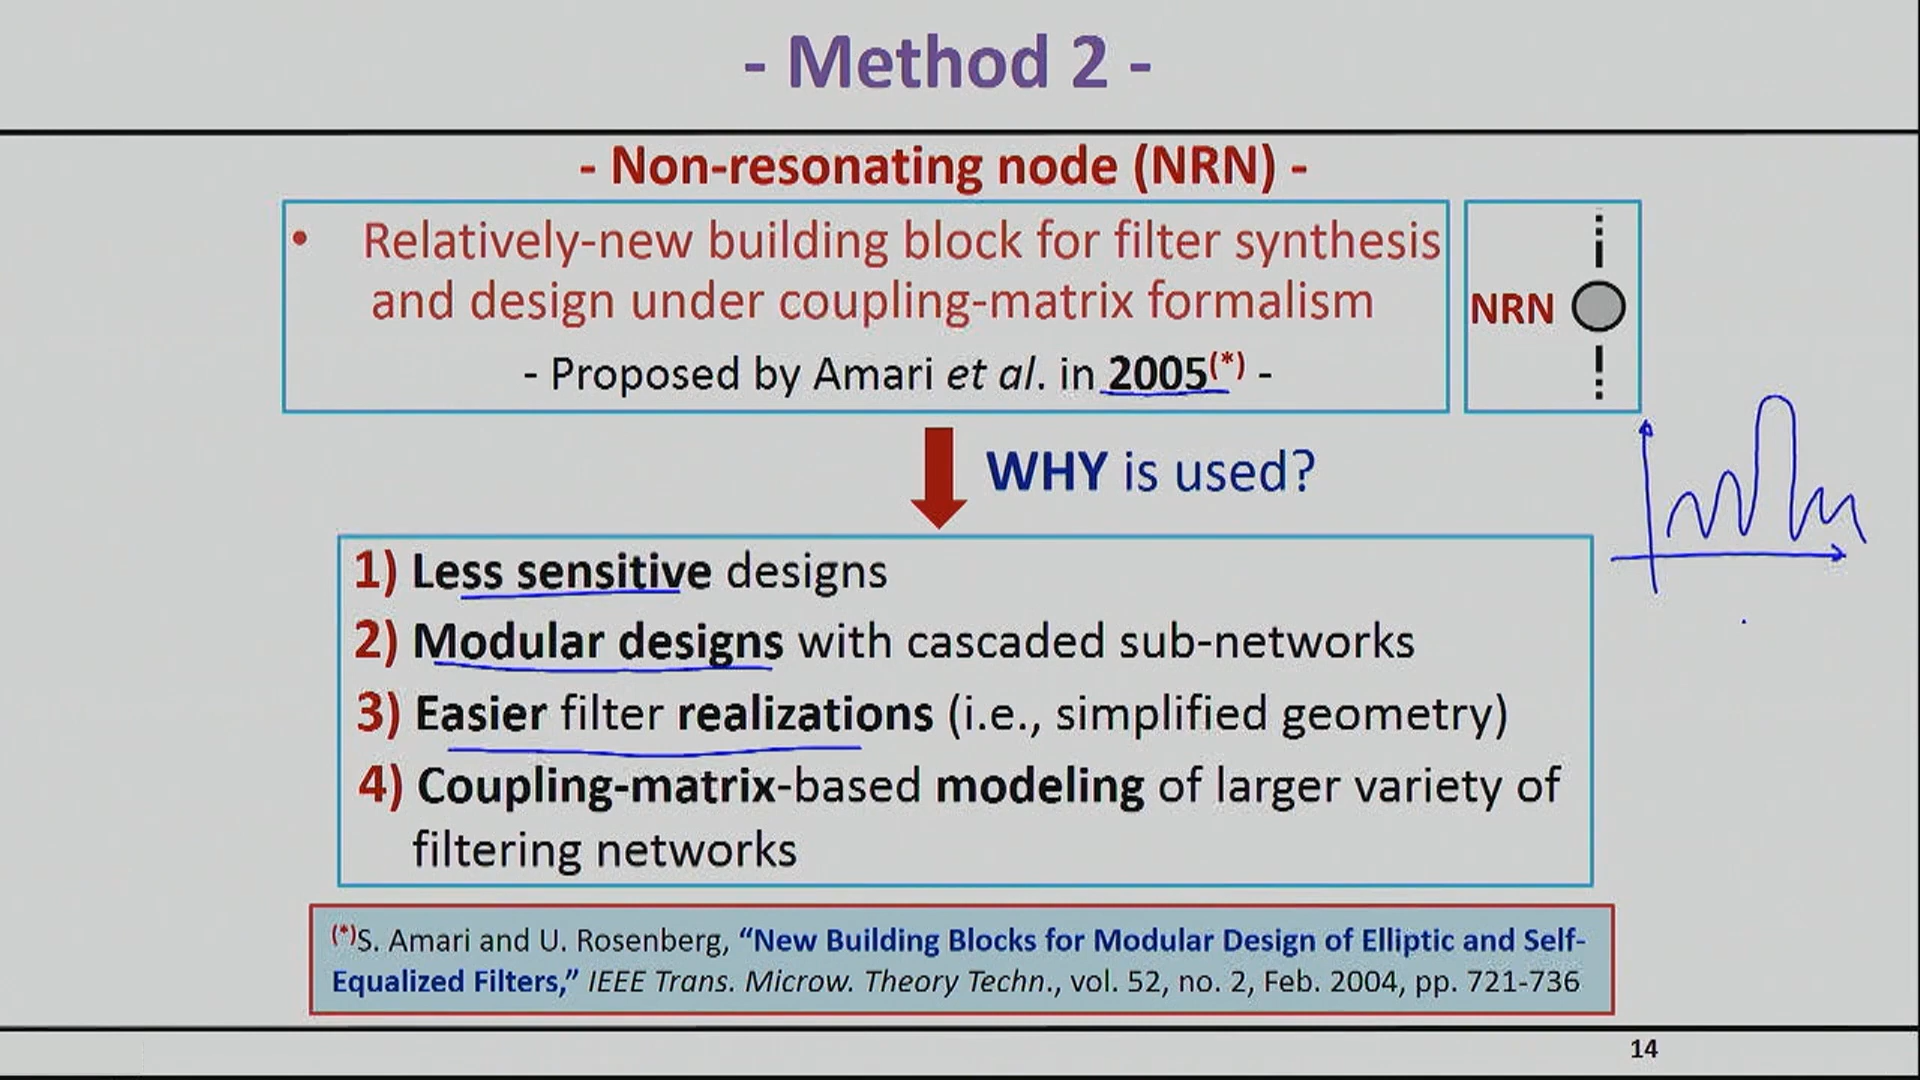 - Method 2 -
- Non-resonating node (NRN) -
• Relatively-new building block for filter synthesis
and design under coupling-matrix formalism
- Proposed by Amari et al. in 2005(*) -
NRN
WHY is used?
1) Less sensitive designs
2) Modular designs with cascaded sub-networks
3) Easier filter realizations (i.e., simplified geometry)
4) Coupling-matrix-based modeling of larger variety of
filtering networks
(*)S. Amari and U. Rosenberg, “New Building Blocks for Modular Design of Elliptic and Self-
Equalized Filters,” IEEE Trans. Microw. Theory Techn., vol. 52, no. 2, Feb. 2004, pp. 721-736
14